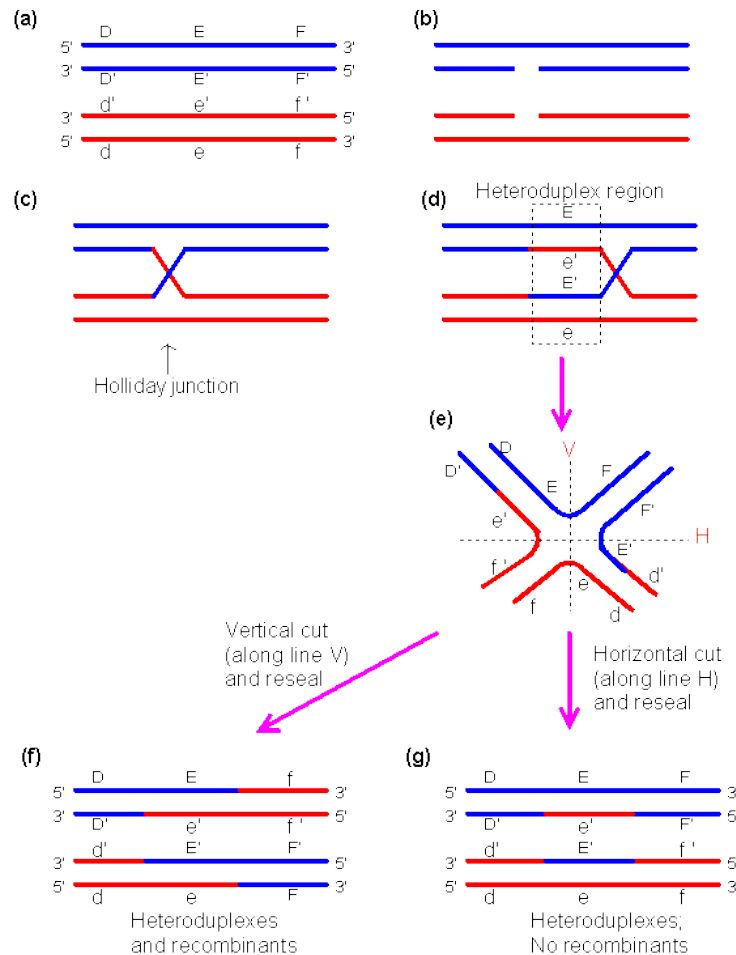 (a)
D E F
5' 3'
3' 5'
D' E' F'
d' e' f '
3' 3'
5' 5'
d e f
(b)
(c)
Holliday junction
(d)
Heteroduplex region
E
e'
E'
e
(e)
D' D V F
E F'
e'
H
E'
f ' e d'
f d
Vertical cut
(along line V)
and reseal
Horizontal cut
(along line H)
and reseal
(f)
D E f
5' 3'
3' 5'
D' e' f '
d' E' F'
3' 5'
5' 3'
d e F
Heteroduplexes
and recombinants
(g)
D E F
5' 3
3' 5'
D' e' F'
d' E' f '
3' 5'
5' 3
d e f
Heteroduplexes;
No recombinants